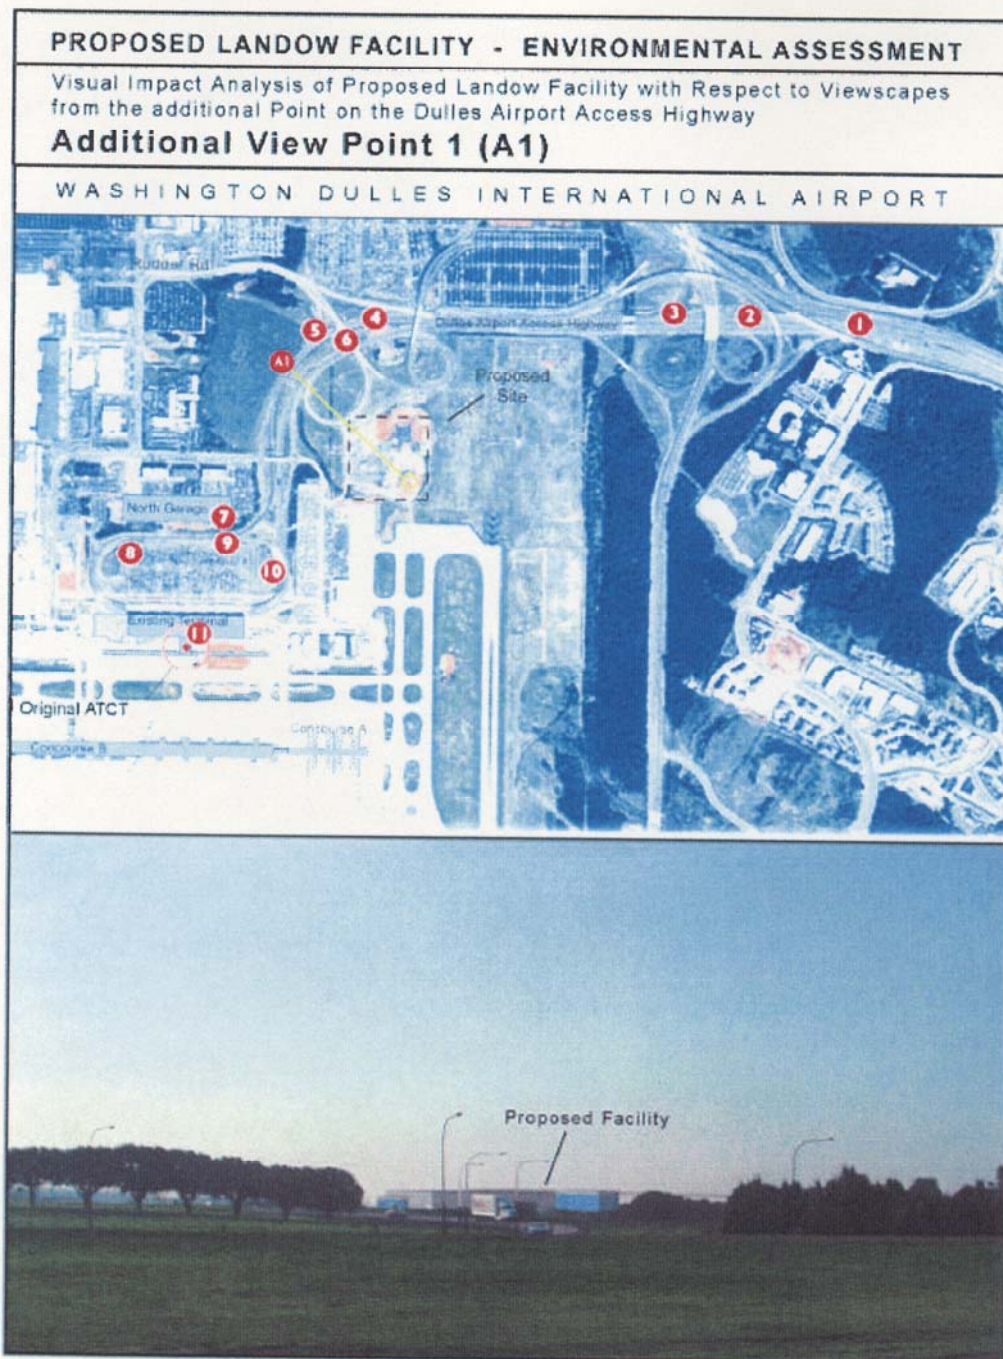 PROPOSED LANDOW FACILITY - ENVIRONMENTAL ASSESSMENT
Visual Impact Analysis of Proposed Landow Facility with Respect to Viewscapes
from the additional Point on the Dulles Airport Access Highway
Additional View Point 1 (A1)
WASHINGTON DULLES INTERNATIONAL AIRPORT
Rudder Rd
5
4
6
Dulles Airport Access Highway
3
2
1
A1
Proposed
Site
North Garage
7
9
8
10
Existing Terminal
11
Original ATCT
Concourse A
Concourse B
Proposed Facility